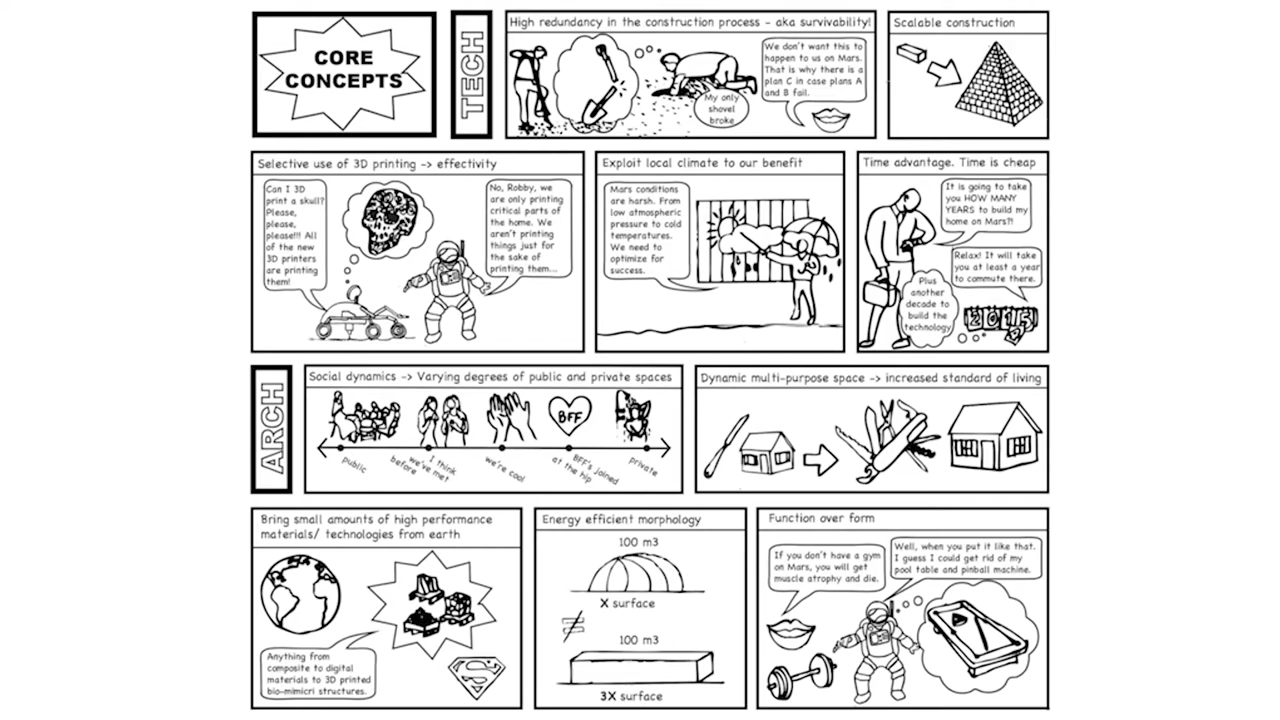 CORE
CONCEPTS
TECH
High redundancy in the construction process - aka survivability!
My only
shovel
broke
We don't want this to
happen to us on Mars.
That is why there is a
plan C in case plans A
and B fail.
Scalable construction
Selective use of 3D printing -> effectivity
Can I 3D
print a skull?
Please,
please,
please!!! All
of the new
3D printers
are printing
them!
No, Robby, we
are only printing
critical parts of
the home. We
aren't printing
things just for
the sake of
printing them...
Exploit local climate to our benefit
Mars conditions
are harsh. From
low atmospheric
pressure to cold
temperatures.
We need to
optimize for
success.
Time advantage. Time is cheap
It is going to take
you HOW MANY
YEARS to build my
home on Mars?!
Relax! It will take
you at least a year
to commute there.
Plus
another
decade to
build the
technology
2015
ARCH
Social dynamics -> Varying degrees of public and private spaces
BFF
public
I think
we've met
before
we're cool
BFF's joined
at the hip
private
Dynamic multi-purpose space -> increased standard of living
Bring small amounts of high performance
materials/ technologies from earth
Anything from
composite to digital
materials to 3D printed
bio-mimicri structures.
S
Energy efficient morphology
100 m3
X surface
≠
100 m3
3X surface
Function over form
If you don't have a gym
on Mars, you will get
muscle atrophy and die.
Well, when you put it like that.
I guess I could get rid of my
pool table and pinball machine.